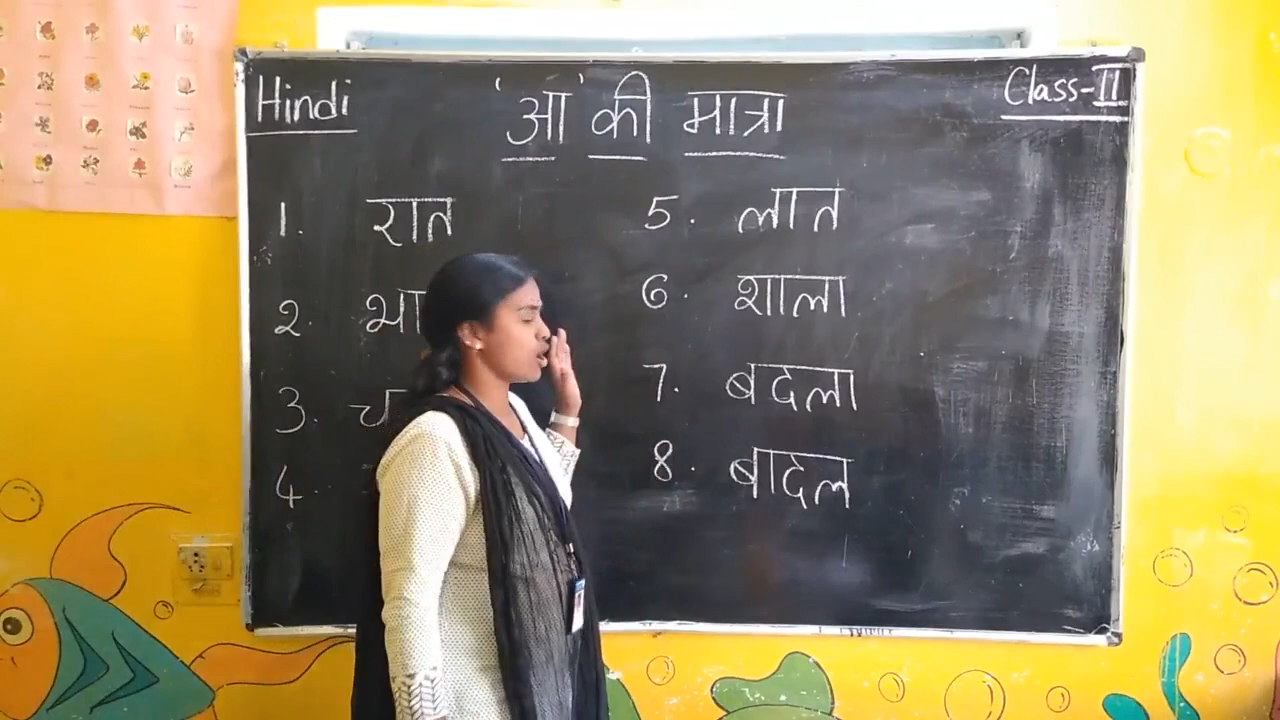 Hindi 'आ' की मात्रा Class-II
1. रात
2.
3.
4.
5. लात
6. शाला
7. बदला
8. बादल